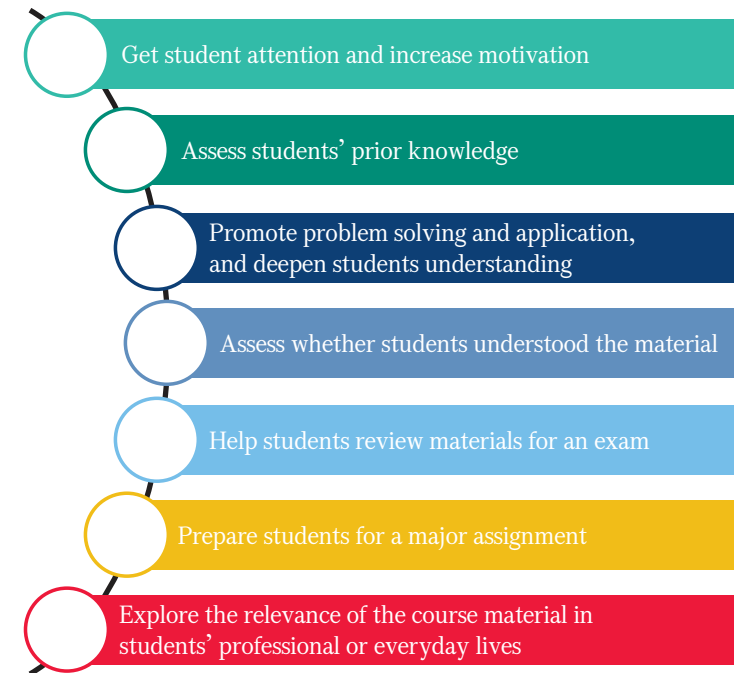 Get student attention and increase motivation
Assess students’ prior knowledge
Promote problem solving and application,
and deepen students understanding
Assess whether students understood the material
Help students review materials for an exam
Prepare students for a major assignment
Explore the relevance of the course material in
students’ professional or everyday lives